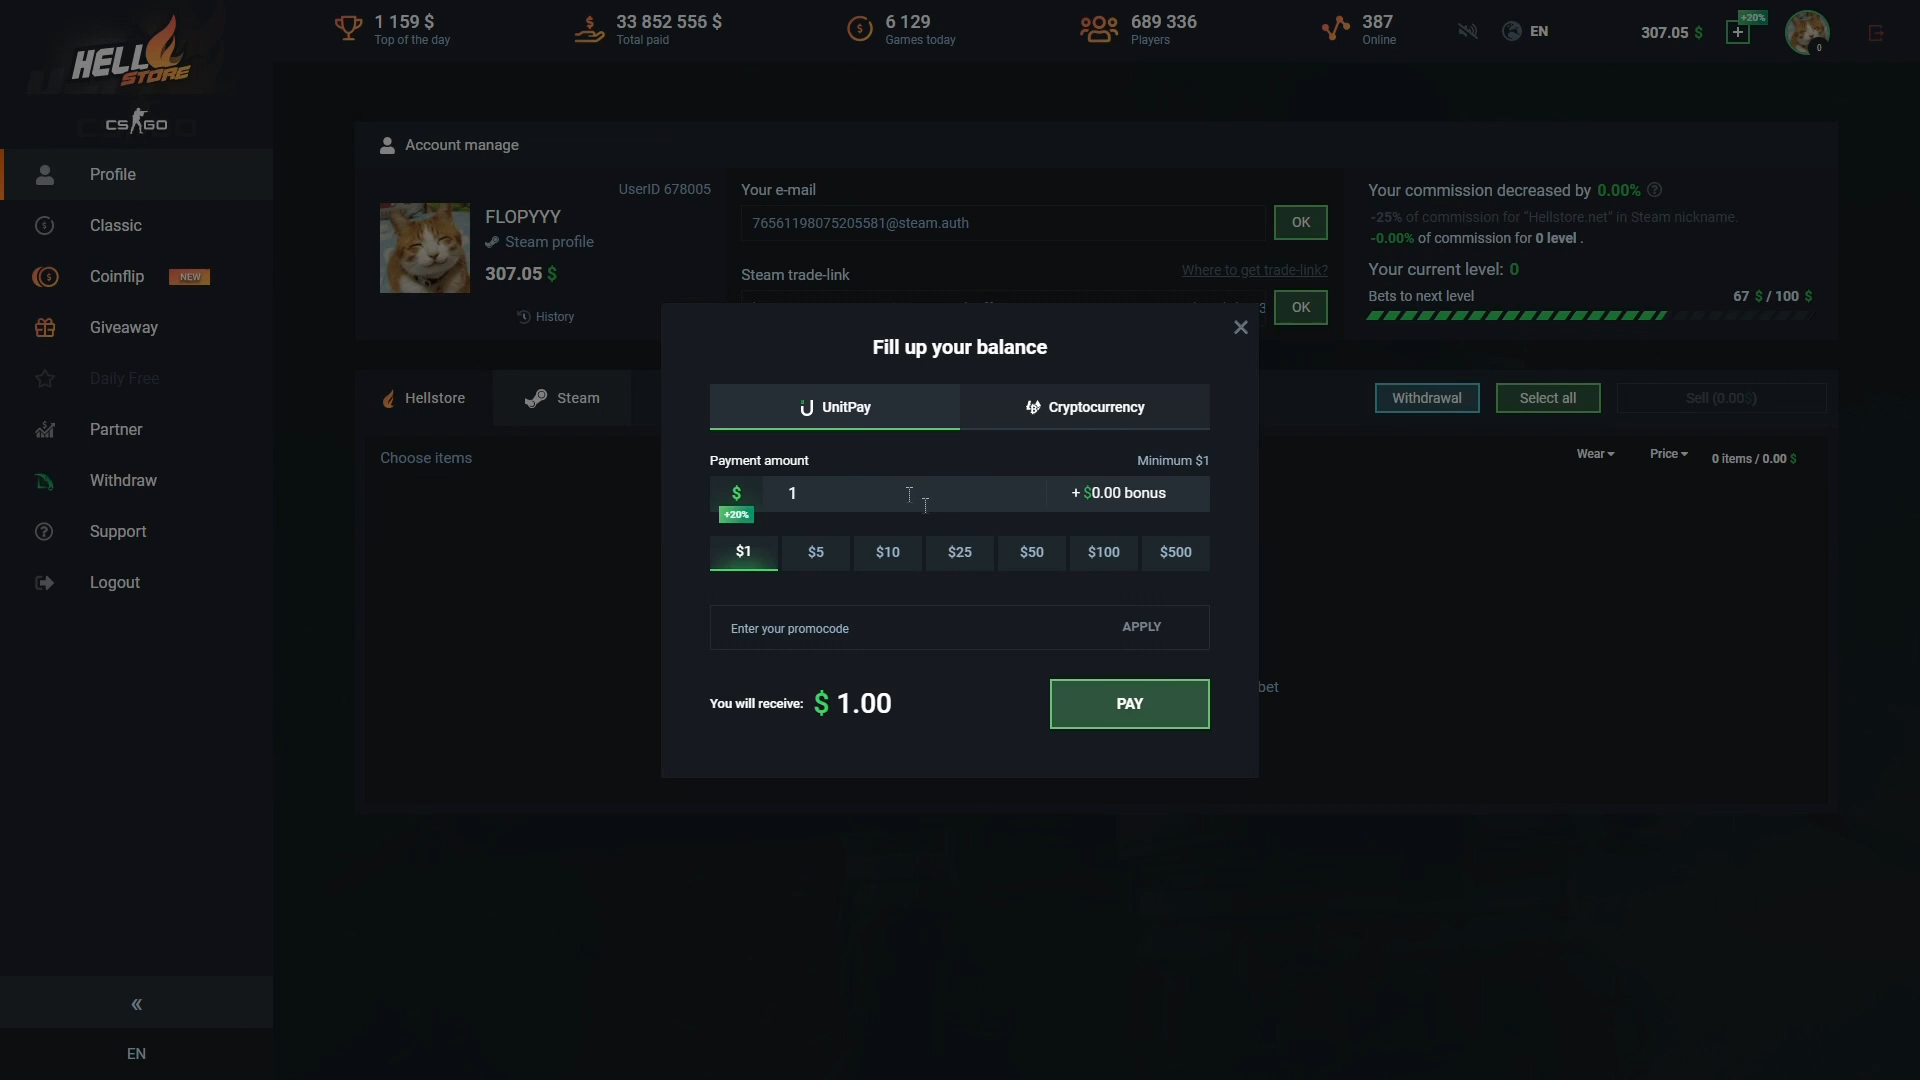 HELL STORE
1 159 $
Top of the day
33 852 555 $
Total paid
6 129
Games today
689 336
Players
387
Online
EN
307.05 $
+20%
0
CS GO
Profile
Classic
Coinflip NEW
Giveaway
Daily Free
Partner
Withdraw
Support
Logout
«
EN
Account manage
UserID 678005
FLOPYYY
Steam profile
307.05 $
History
Your e-mail
76561198075205581@steam.auth
OK
Steam trade-link
Where to get trade-link?
3
OK
Your commission decreased by 0.00%
-25% of commission for "Hellstore.net" in Steam nickname.
-0.00% of commission for 0 level .
Your current level: 0
Bets to next level
67 $ / 100 $
Hellstore
Steam
Withdrawal
Select all
Sell (0.00$)
Choose items
Wear
Price
0 items / 0.00 $
bet
Fill up your balance
UnitPay
Cryptocurrency
Payment amount
Minimum $1
$
1
+ $0.00 bonus
+20%
$1
$5
$10
$25
$50
$100
$500
Enter your promocode
APPLY
You will receive: $ 1.00
PAY